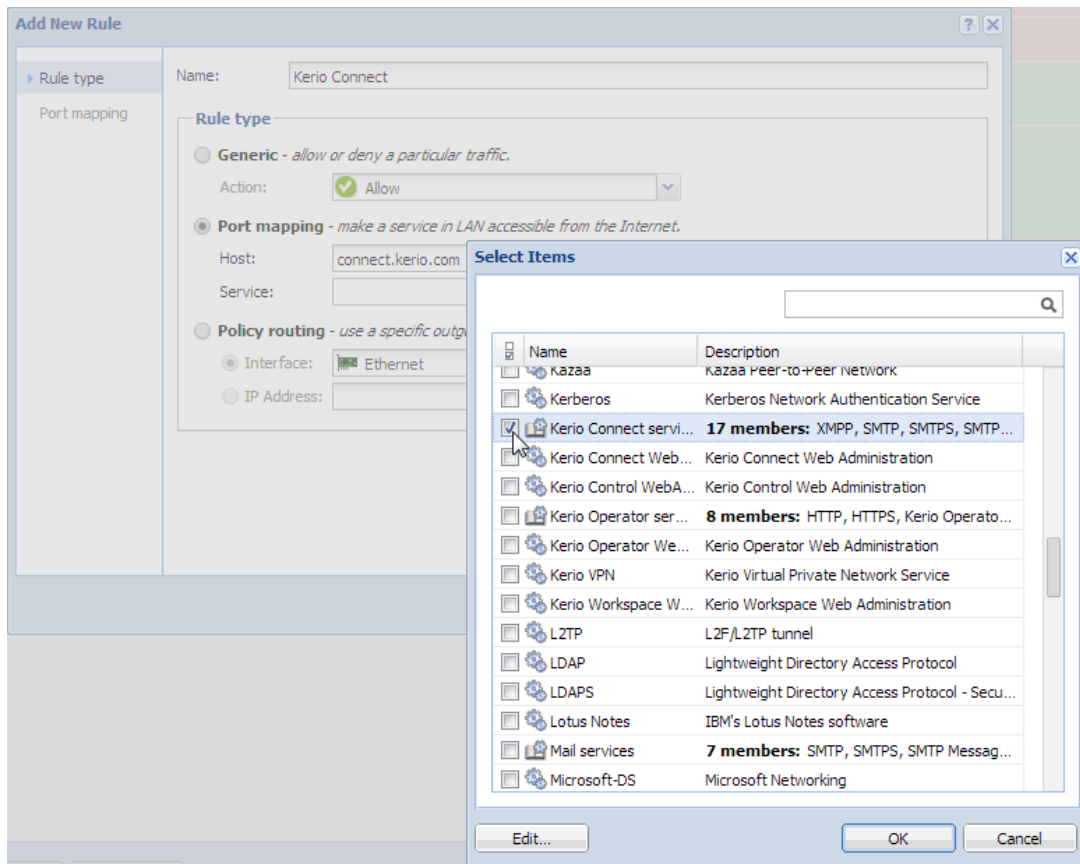 Add New Rule
Rule type
Port mapping
Name: Kerio Connect
Rule type
Generic - allow or deny a particular traffic.
Action: Allow
Port mapping - make a service in LAN accessible from the Internet.
Host: connect.kerio.com
Service:
Policy routing - use a specific outg
Interface: Ethernet
IP Address:
Select Items
Name Description
Kazaa Kazaa Peer-to-Peer Network
Kerberos Kerberos Network Authentication Service
Kerio Connect servi... 17 members: XMPP, SMTP, SMTPS, SMTP...
Kerio Connect Web... Kerio Connect Web Administration
Kerio Control WebA... Kerio Control Web Administration
Kerio Operator ser... 8 members: HTTP, HTTPS, Kerio Operato...
Kerio Operator We... Kerio Operator Web Administration
Kerio VPN Kerio Virtual Private Network Service
Kerio Workspace W... Kerio Workspace Web Administration
L2TP L2F/L2TP tunnel
LDAP Lightweight Directory Access Protocol
LDAPS Lightweight Directory Access Protocol - Secu...
Lotus Notes IBM's Lotus Notes software
Mail services 7 members: SMTP, SMTPS, SMTP Messag...
Microsoft-DS Microsoft Networking
Edit... OK Cancel